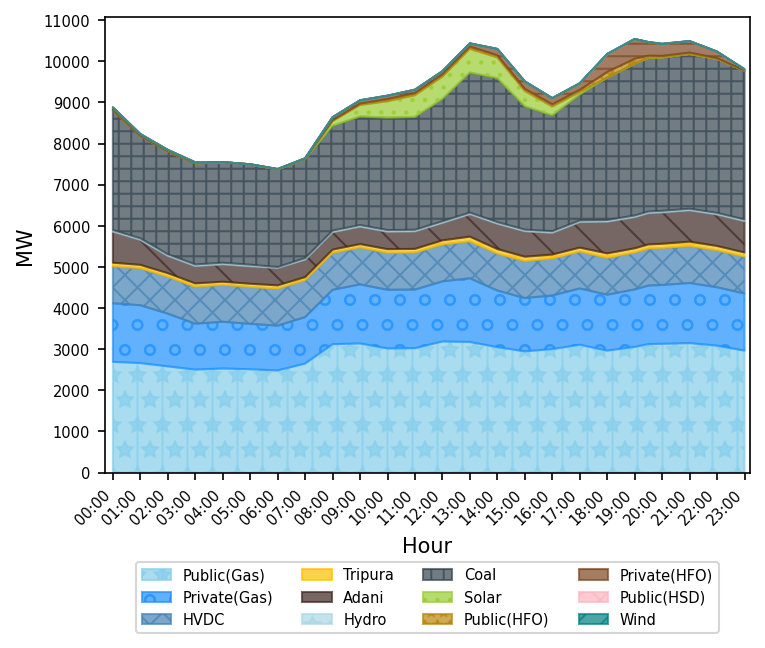 11000
10000
9000
8000
7000
6000
5000
4000
3000
2000
1000
0
MW
00:00 01:00 02:00 03:00 04:00 05:00 06:00 07:00 08:00 09:00 10:00 11:00 12:00 13:00 14:00 15:00 16:00 17:00 18:00 19:00 20:00 21:00 22:00 23:00
Hour
Public(Gas) Tripura Coal Private(HFO)
Private(Gas) Adani Solar Public(HSD)
HVDC Hydro Public(HFO) Wind